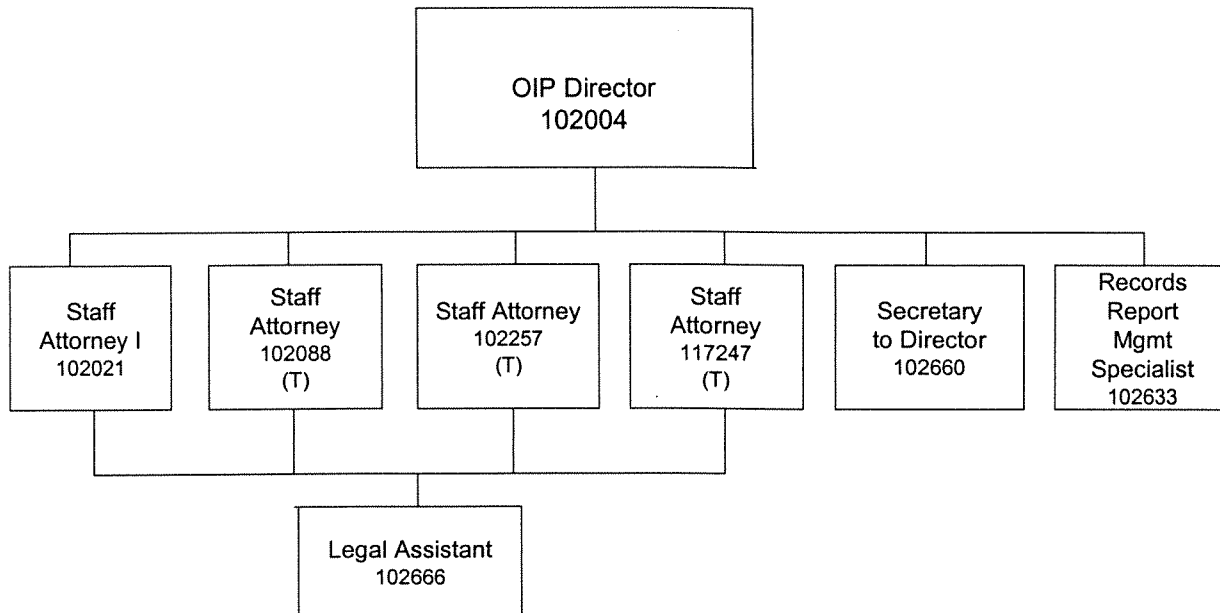 OIP Director
102004
Staff
Attorney I
102021
Staff
Attorney
102088
(T)
Staff Attorney
102257
(T)
Staff
Attorney
117247
(T)
Secretary
to Director
102660
Records
Report
Mgmt
Specialist
102633
Legal Assistant
102666